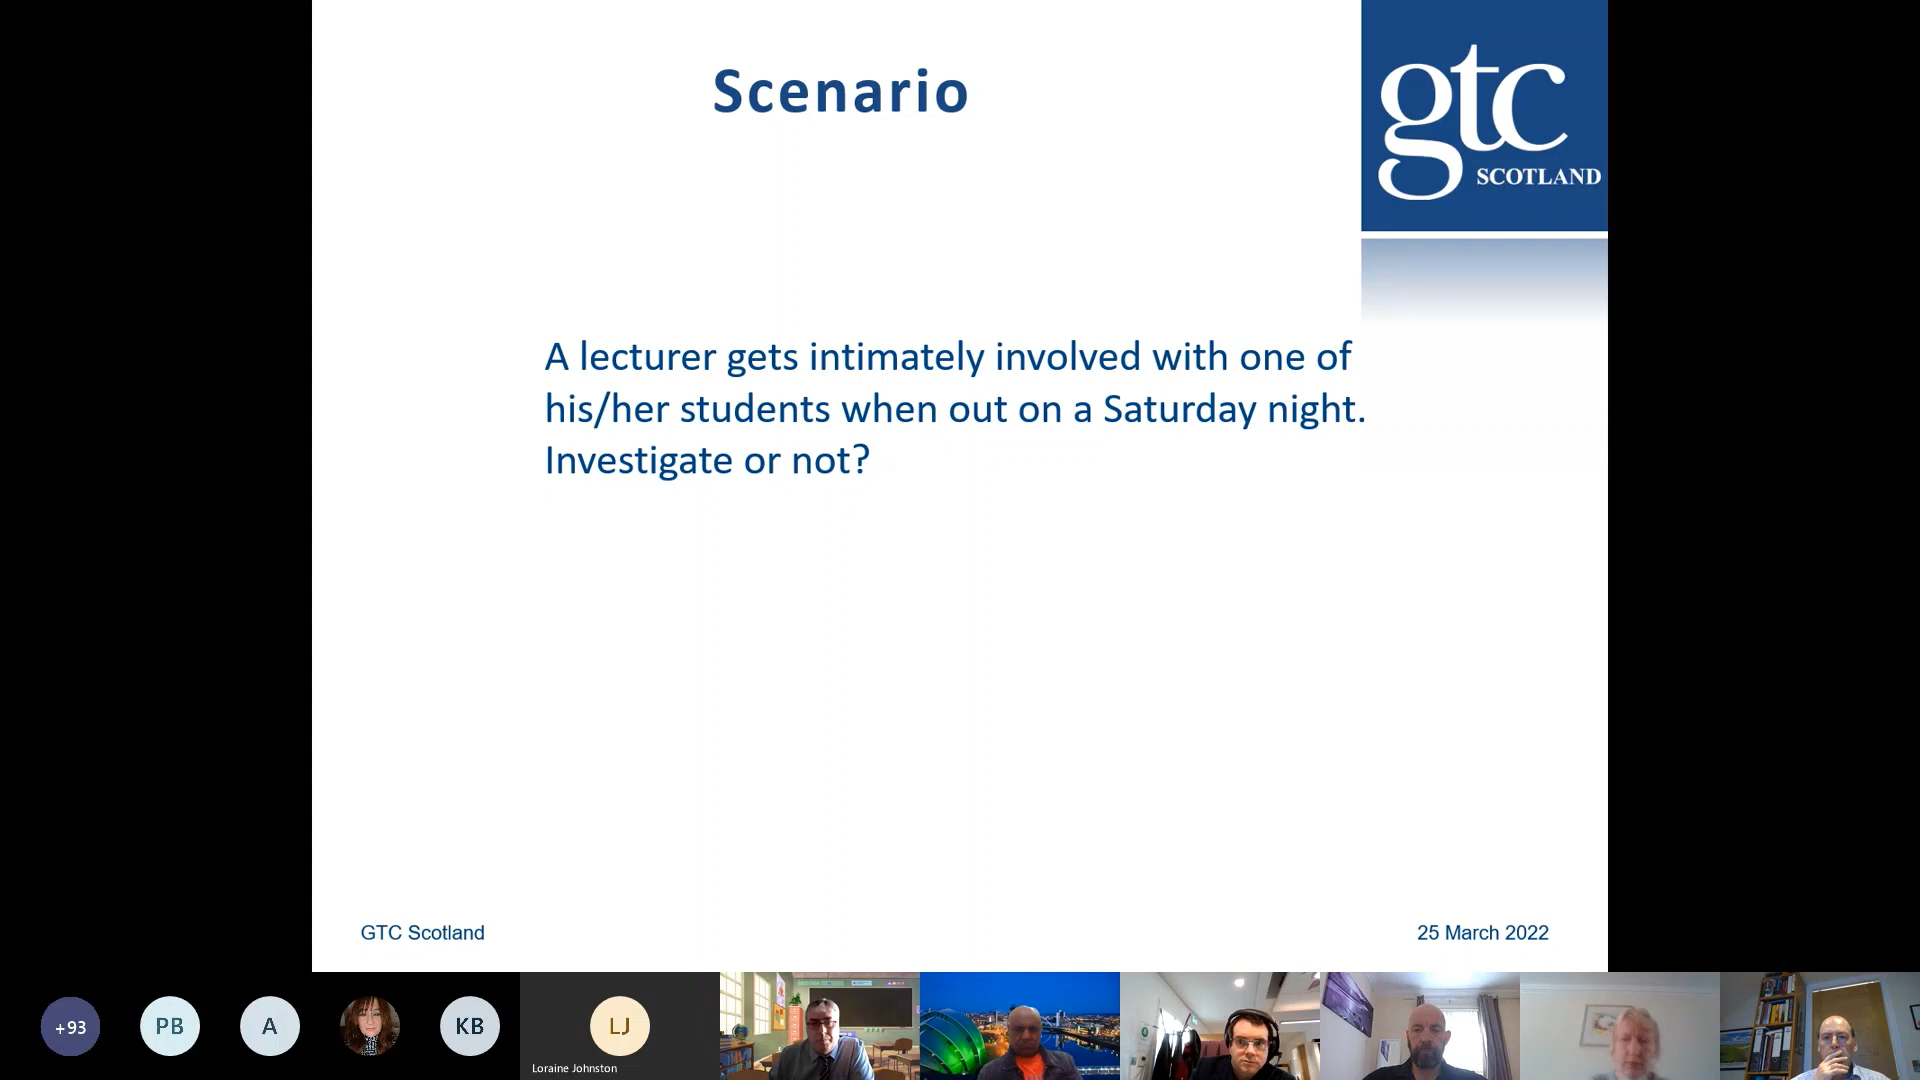 Scenario
gtc
SCOTLAND
A lecturer gets intimately involved with one of
his/her students when out on a Saturday night.
Investigate or not?
GTC Scotland
25 March 2022
+93
PB
A
KB
LJ
Loraine Johnston